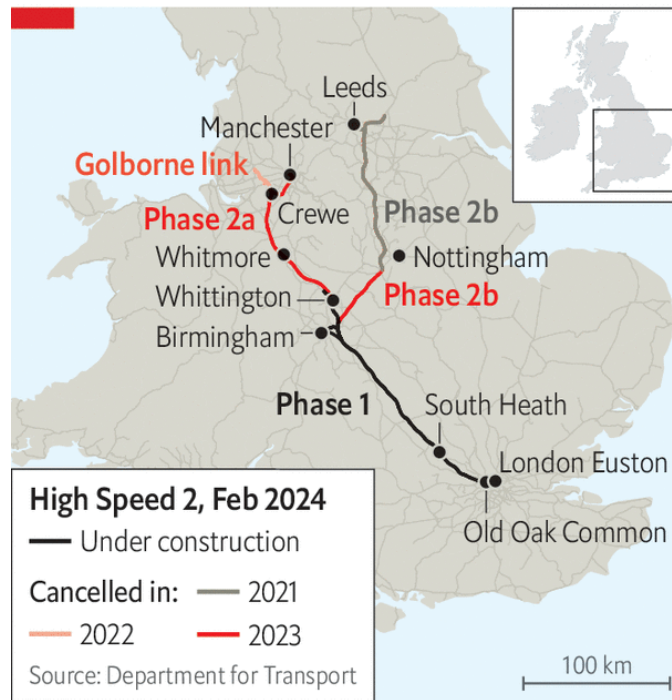 Leeds
Manchester
Golborne link
Phase 2a
Crewe
Phase 2b
Whitmore
Nottingham
Whittington
Phase 2b
Birmingham
Phase 1
South Heath
London Euston
Old Oak Common
High Speed 2, Feb 2024
Under construction
Cancelled in:
2021
2022
2023
Source: Department for Transport
100 km